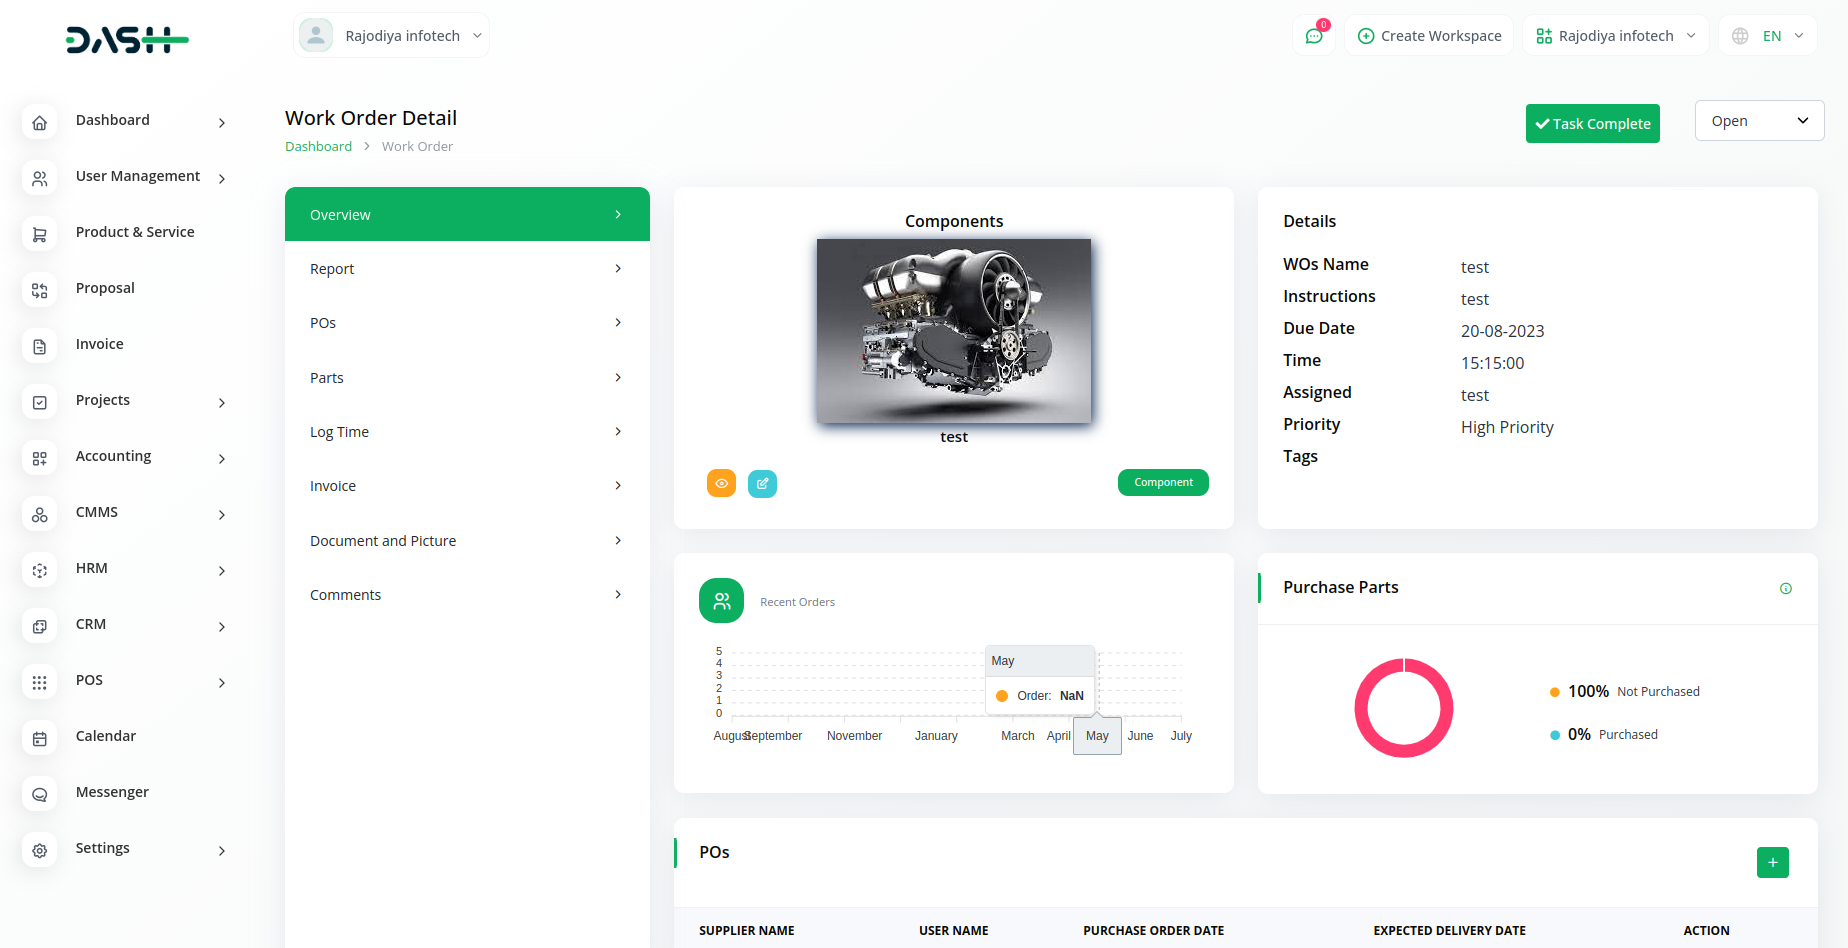 DASH
Rajodiya infotech
0
Create Workspace
Rajodiya infotech
EN
Dashboard
User Management
Product & Service
Proposal
Invoice
Projects
Accounting
CMMS
HRM
CRM
POS
Calendar
Messenger
Settings
Work Order Detail
Dashboard > Work Order
Task Complete
Open
Overview
Report
POs
Parts
Log Time
Invoice
Document and Picture
Comments
Components
test
Component
Details
WOs Name test
Instructions test
Due Date 20-08-2023
Time 15:15:00
Assigned test
Priority High Priority
Tags
Recent Orders
5
4
3
2
1
0
May
Order: NaN
August September November January March April May June July
Purchase Parts
100% Not Purchased
0% Purchased
POs
+
SUPPLIER NAME USER NAME PURCHASE ORDER DATE EXPECTED DELIVERY DATE ACTION